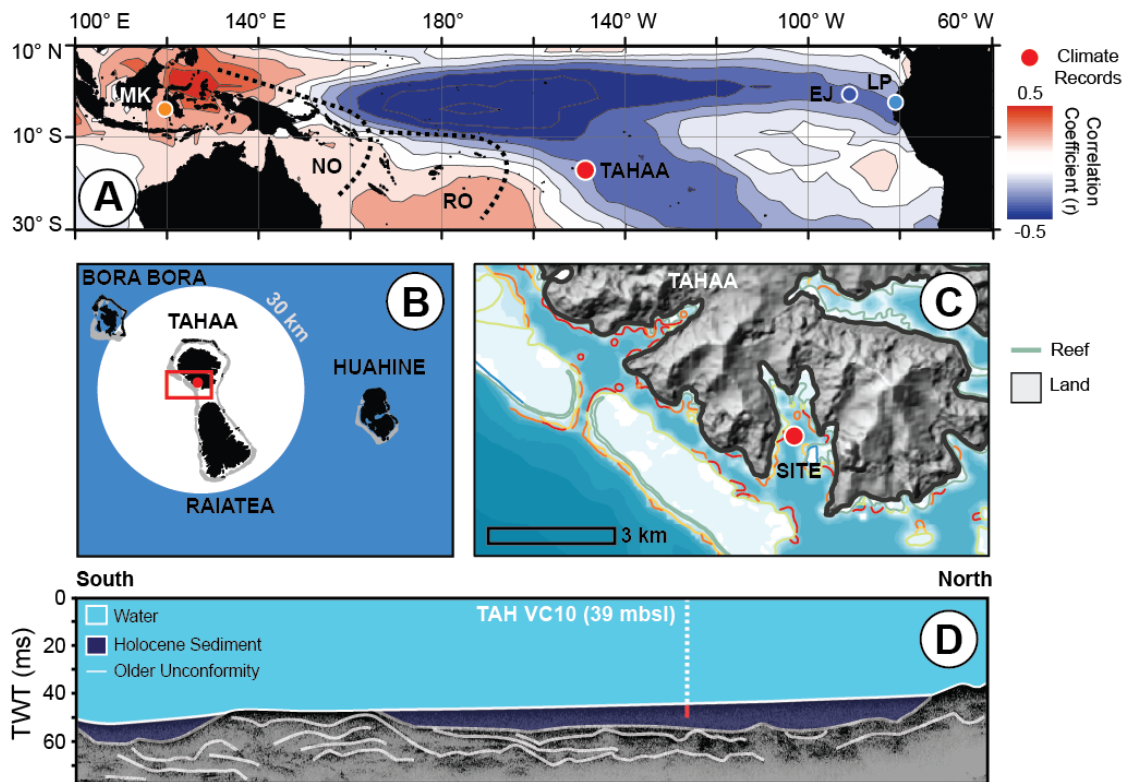 100° E 140° E 180° -140° W 100° W 60° W
10° N
10° S
30° S
MK
NO
RO
TAHAA
EJ
LP
A
Climate
Records
0.5
Correlation
Coefficient (r)
-0.5
BORA BORA
B
30 km
TAHAA
HUAHINE
RAIATEA
TAHAA
C
SITE
3 km
Reef
Land
South North
TWT (ms)
0
20
40
60
Water
Holocene Sediment
Older Unconformity
TAH VC10 (39 mbsl)
D